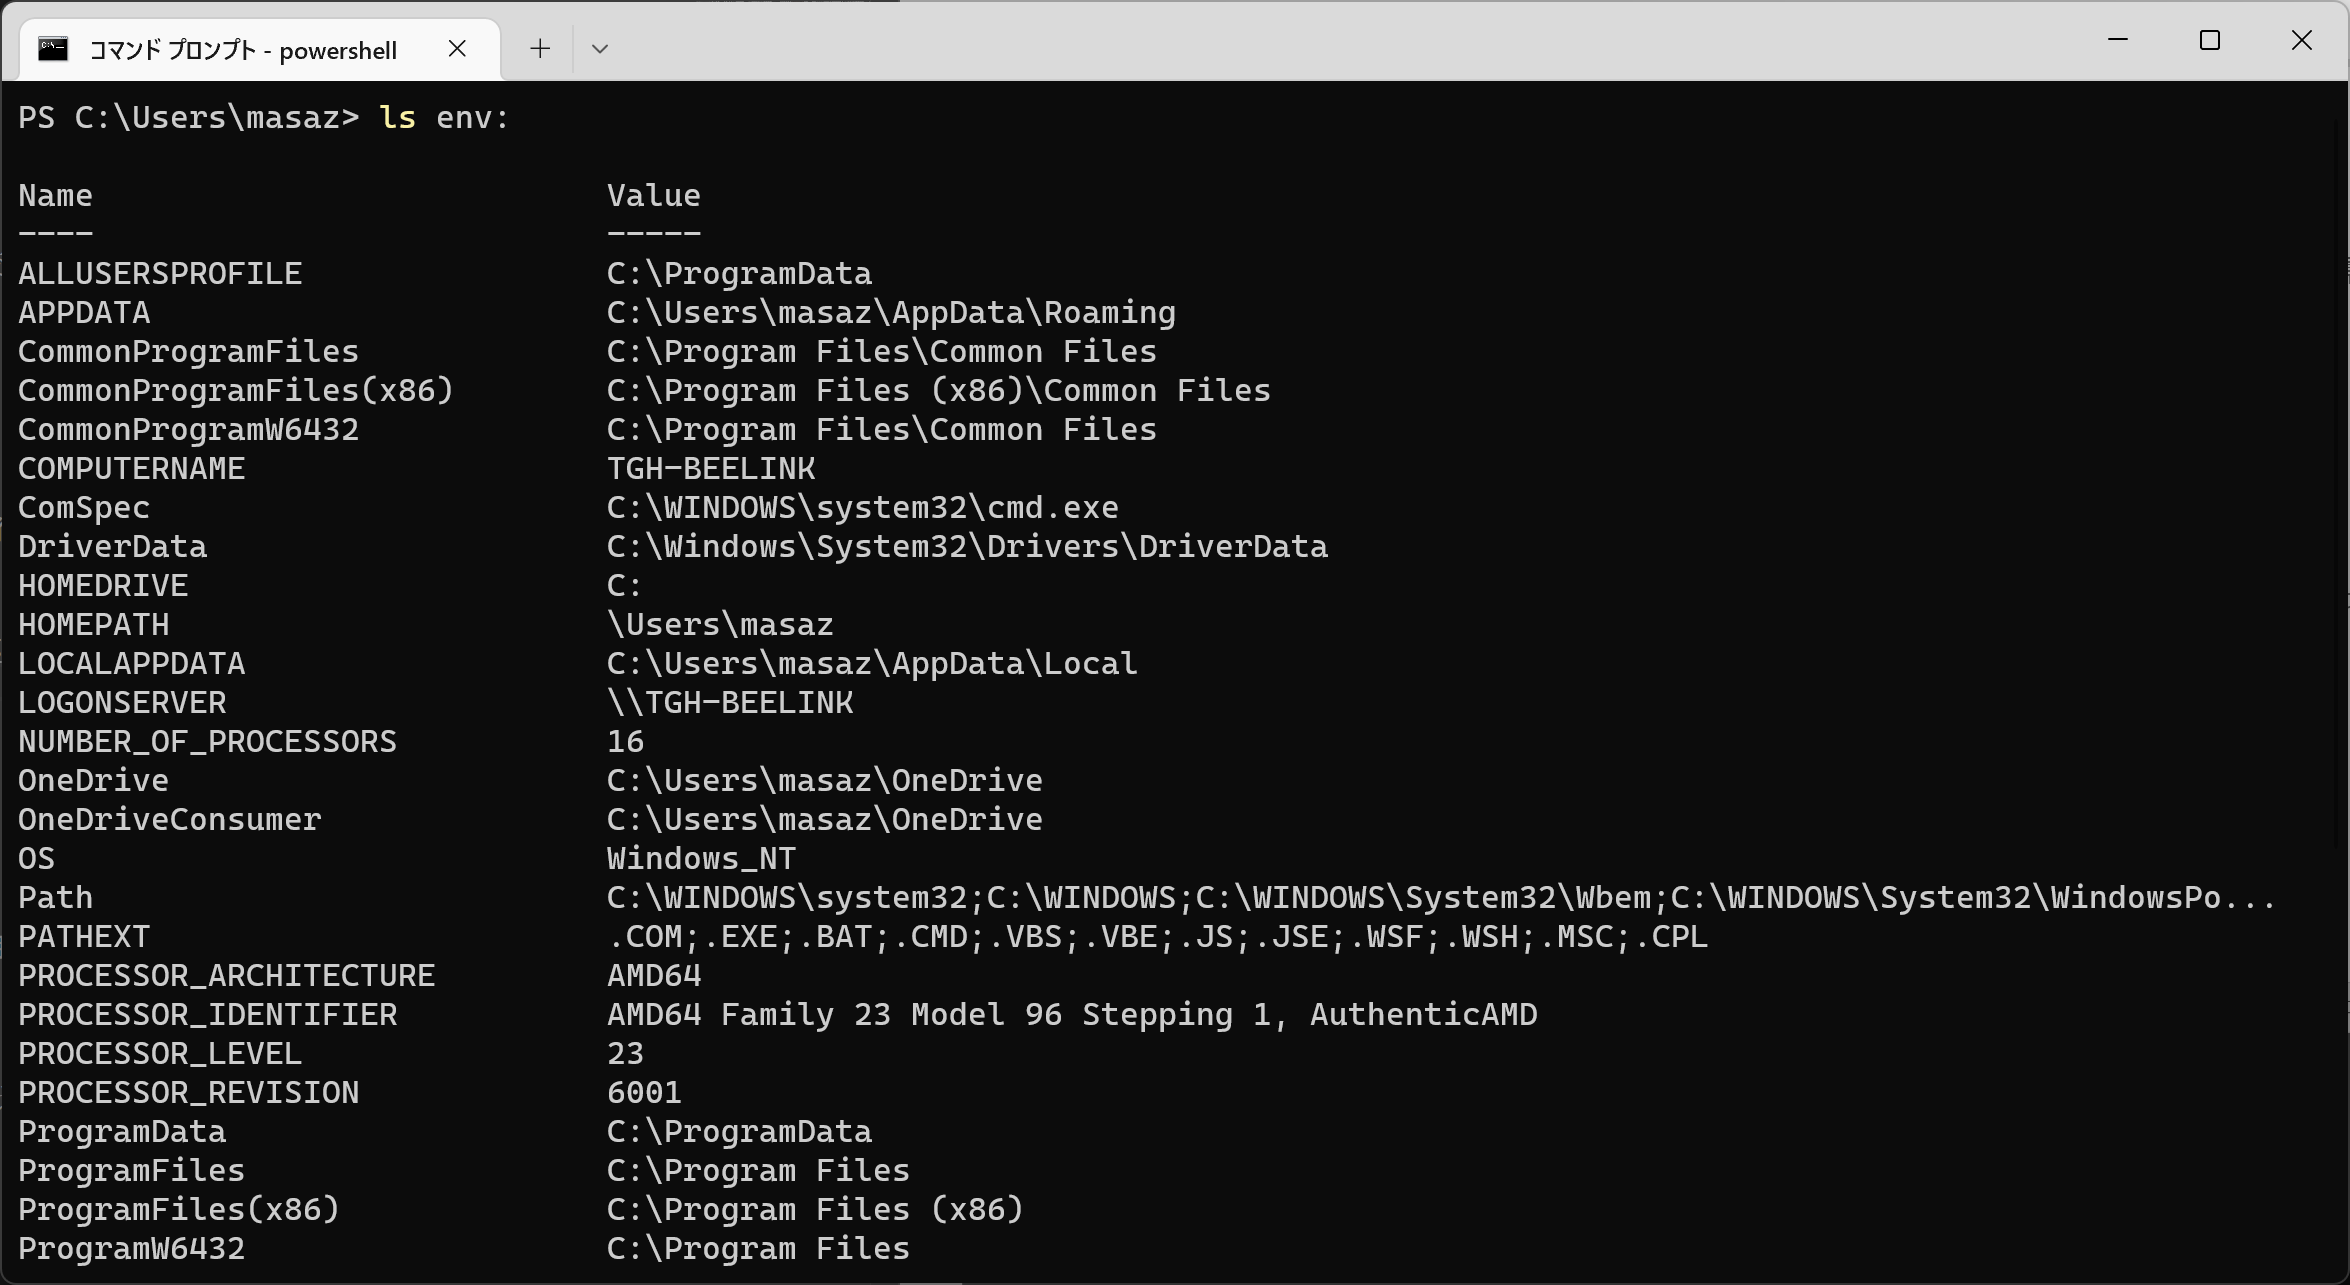 コマンド プロンプト - powershell
PS C:\Users\masaz> ls env:
Name Value
---- -----
ALLUSERSPROFILE C:\ProgramData
APPDATA C:\Users\masaz\AppData\Roaming
CommonProgramFiles C:\Program Files\Common Files
CommonProgramFiles(x86) C:\Program Files (x86)\Common Files
CommonProgramW6432 C:\Program Files\Common Files
COMPUTERNAME TGH-BEELINK
ComSpec C:\WINDOWS\system32\cmd.exe
DriverData C:\Windows\System32\Drivers\DriverData
HOMEDRIVE C:
HOMEPATH \Users\masaz
LOCALAPPDATA C:\Users\masaz\AppData\Local
LOGONSERVER \\TGH-BEELINK
NUMBER_OF_PROCESSORS 16
OneDrive C:\Users\masaz\OneDrive
OneDriveConsumer C:\Users\masaz\OneDrive
OS Windows_NT
Path C:\WINDOWS\system32;C:\WINDOWS;C:\WINDOWS\System32\Wbem;C:\WINDOWS\System32\WindowsPo...
PATHEXT .COM;.EXE;.BAT;.CMD;.VBS;.VBE;.JS;.JSE;.WSF;.WSH;.MSC;.CPL
PROCESSOR_ARCHITECTURE AMD64
PROCESSOR_IDENTIFIER AMD64 Family 23 Model 96 Stepping 1, AuthenticAMD
PROCESSOR_LEVEL 23
PROCESSOR_REVISION 6001
ProgramData C:\ProgramData
ProgramFiles C:\Program Files
ProgramFiles(x86) C:\Program Files (x86)
ProgramW6432 C:\Program Files